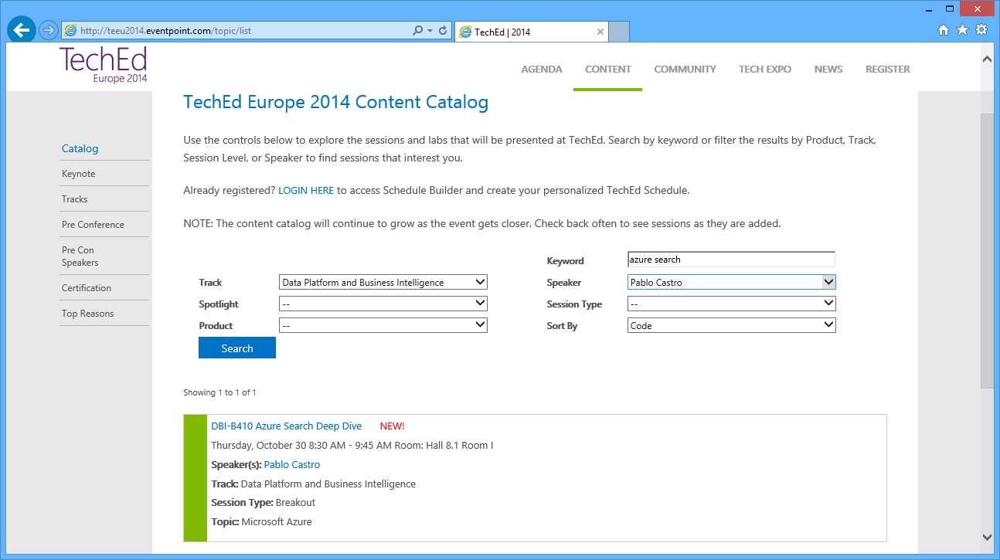 http://teeu2014.eventpoint.com/topic/list
TechEd | 2014
TechEd
Europe 2014
AGENDA CONTENT COMMUNITY TECH EXPO NEWS REGISTER
TechEd Europe 2014 Content Catalog
Catalog
Keynote
Tracks
Pre Conference
Pre Con
Speakers
Certification
Top Reasons
Use the controls below to explore the sessions and labs that will be presented at TechEd. Search by keyword or filter the results by Product, Track,
Session Level, or Speaker to find sessions that interest you.
Already registered? LOGIN HERE to access Schedule Builder and create your personalized TechEd Schedule.
NOTE: The content catalog will continue to grow as the event gets closer. Check back often to see sessions as they are added.
Keyword azure search
Track Data Platform and Business Intelligence Speaker Pablo Castro
Spotlight -- Session Type --
Product -- Sort By Code
Search
Showing 1 to 1 of 1
DBI-B410 Azure Search Deep Dive NEW!
Thursday, October 30 8:30 AM - 9:45 AM Room: Hall 8.1 Room I
Speaker(s): Pablo Castro
Track: Data Platform and Business Intelligence
Session Type: Breakout
Topic: Microsoft Azure